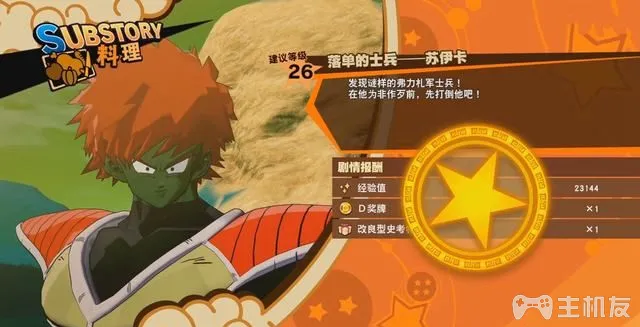 SUBSTORY
料理
建议等级
26
落单的士兵——苏伊卡
发现谜样的弗力札军士兵！
在他为非作歹前，先打倒他吧！
剧情报酬
经验值 23144
D奖牌 ×1
改良型史考 ×1
主机友